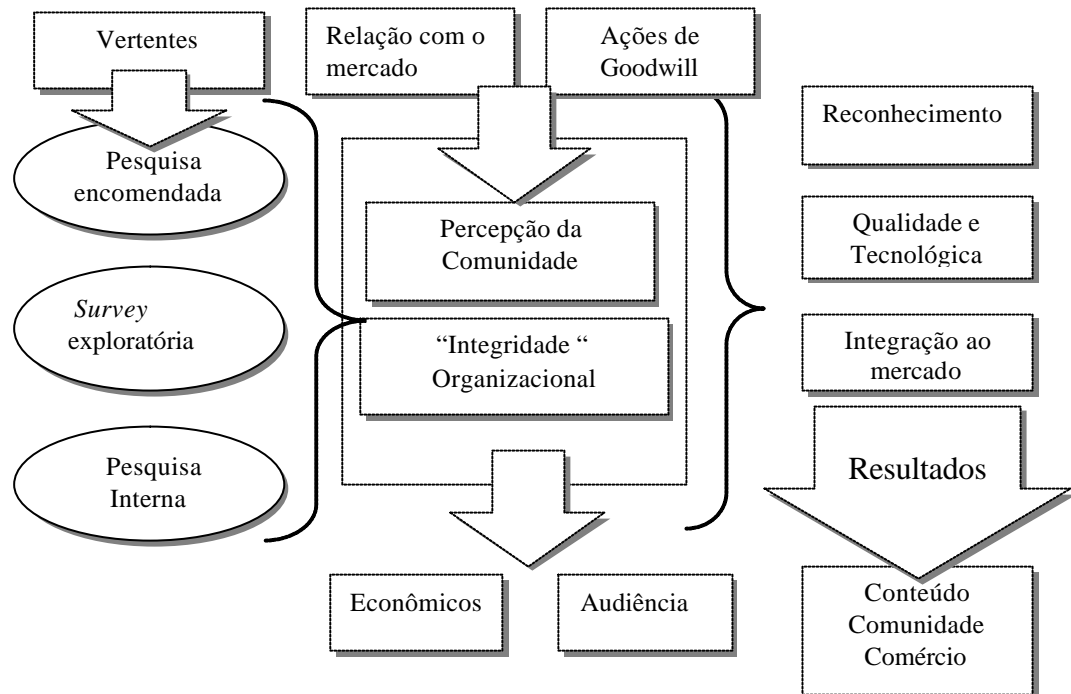 Vertentes
Relação com o
mercado
Ações de
Goodwill
Pesquisa
encomendada
Survey
exploratória
Pesquisa
Interna
Percepção da
Comunidade
“Integridade “
Organizacional
Econômicos
Audiência
Reconhecimento
Qualidade e
Tecnológica
Integração ao
mercado
Resultados
Conteúdo
Comunidade
Comércio